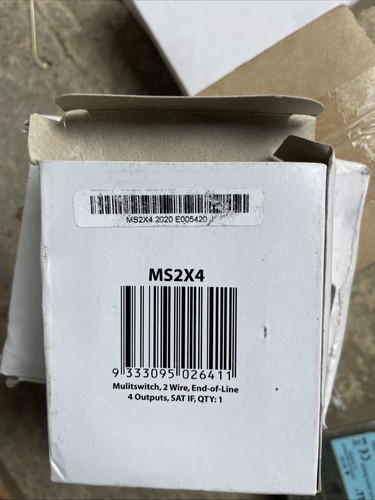 MS2X4 2020 E005420
MS2X4
9 333095 026411
Mulitswitch, 2 Wire, End-of-Line
4 Outputs, SAT IF, QTY: 1